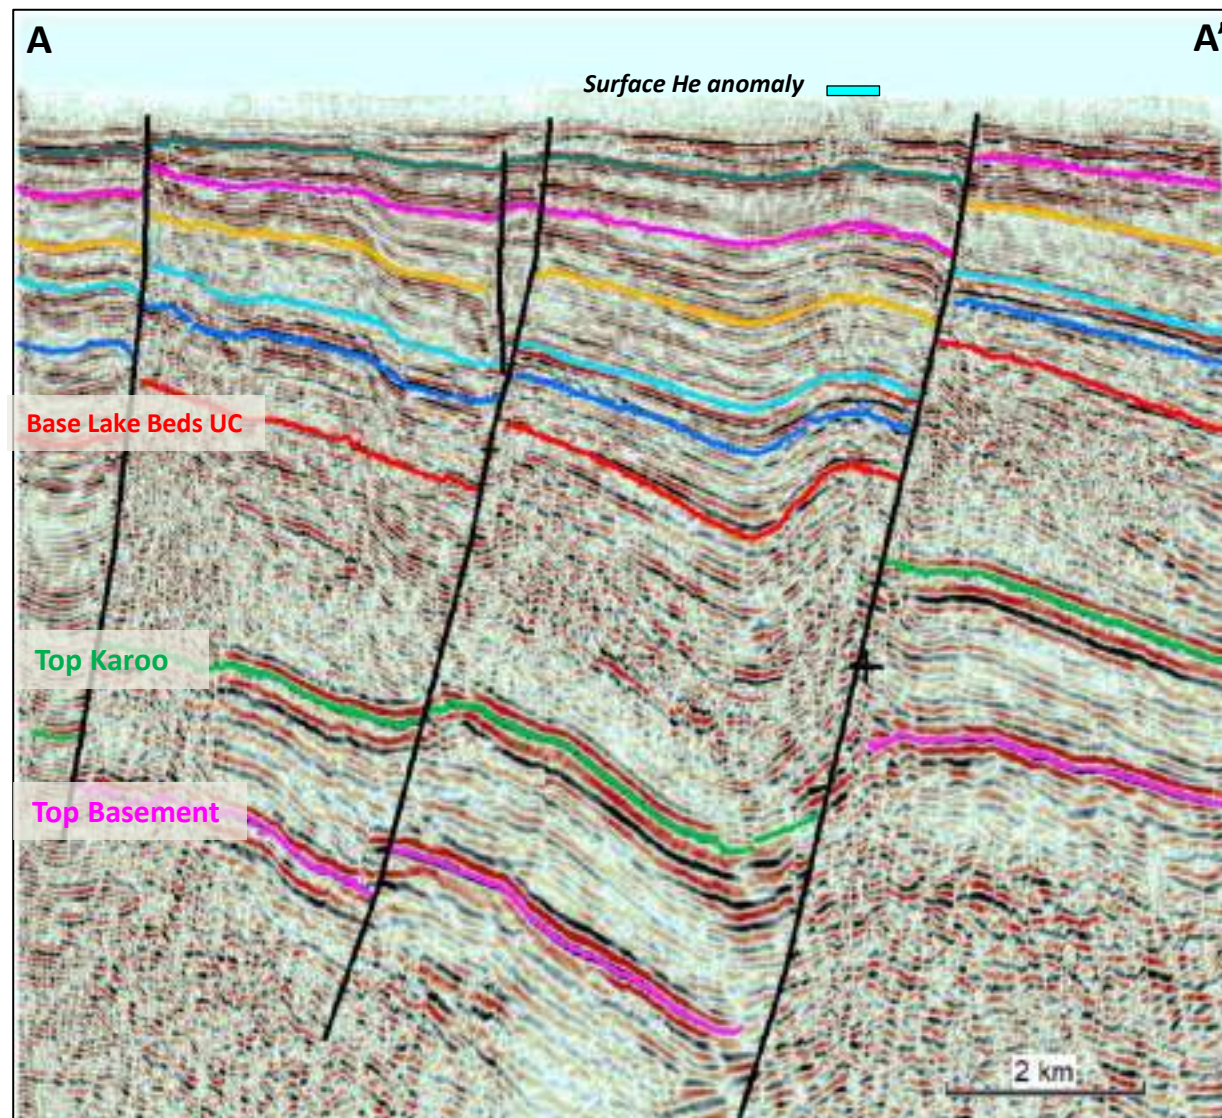 A
A'
Surface He anomaly
Base Lake Beds UC
Top Karoo
Top Basement
2 km